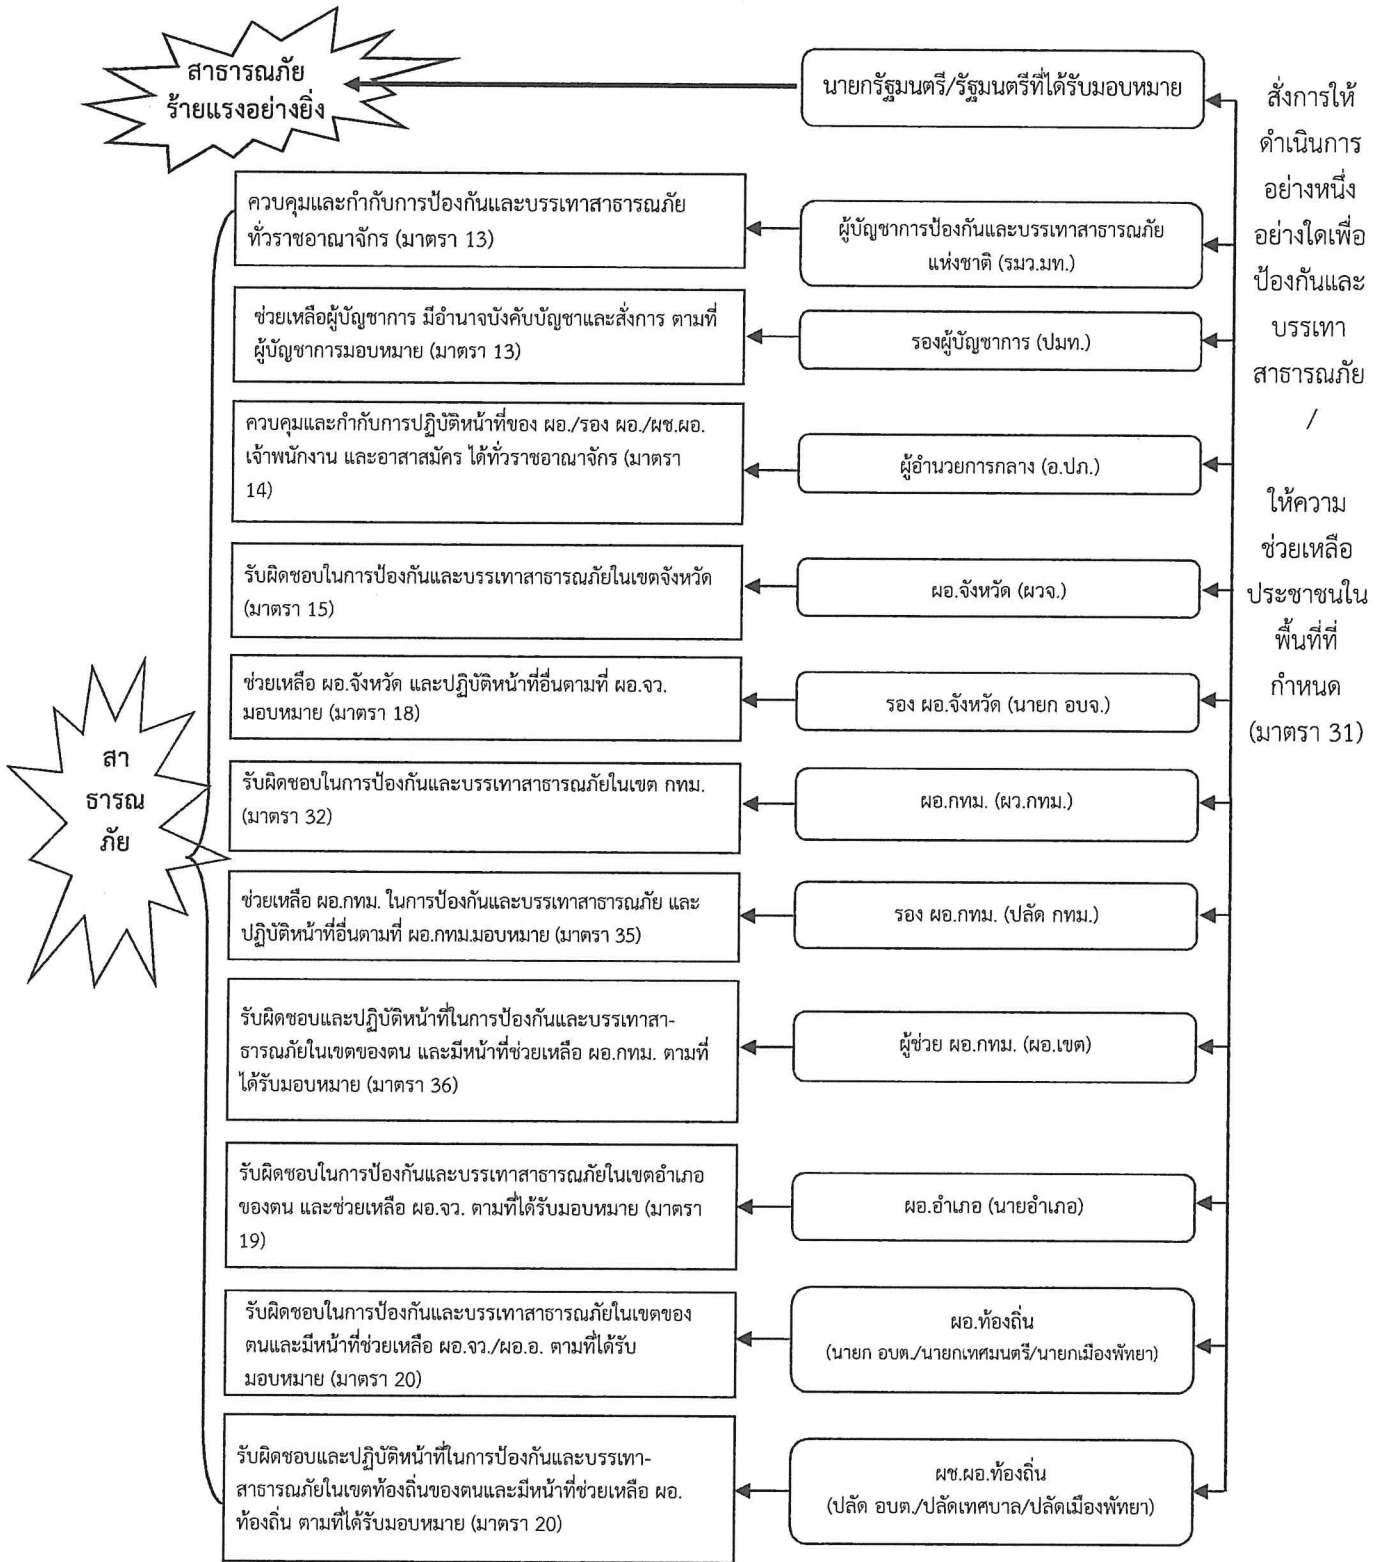 สาธารณภัย
ร้ายแรงอย่างยิ่ง
นายกรัฐมนตรี/รัฐมนตรีที่ได้รับมอบหมาย
สั่งการให้
ดำเนินการ
อย่างหนึ่ง
อย่างใดเพื่อ
ป้องกันและ
บรรเทา
สาธารณภัย
/
ให้ความ
ช่วยเหลือ
ประชาชนใน
พื้นที่ที่
กำหนด
(มาตรา 31)
ควบคุมและกำกับการป้องกันและบรรเทาสาธารณภัย
ทั่วราชอาณาจักร (มาตรา 13)
ผู้บัญชาการป้องกันและบรรเทาสาธารณภัย
แห่งชาติ (รมว.มท.)
ช่วยเหลือผู้บัญชาการ มีอำนาจบังคับบัญชาและสั่งการ ตามที่
ผู้บัญชาการมอบหมาย (มาตรา 13)
รองผู้บัญชาการ (ปมท.)
ควบคุมและกำกับการปฏิบัติหน้าที่ของ ผอ./รอง ผอ./ผช.ผอ.
เจ้าพนักงาน และอาสาสมัคร ได้ทั่วราชอาณาจักร (มาตรา
14)
ผู้อำนวยการกลาง (อ.ปภ.)
รับผิดชอบในการป้องกันและบรรเทาสาธารณภัยในเขตจังหวัด
(มาตรา 15)
ผอ.จังหวัด (ผวจ.)
ช่วยเหลือ ผอ.จังหวัด และปฏิบัติหน้าที่อื่นตามที่ ผอ.จว.
มอบหมาย (มาตรา 18)
รอง ผอ.จังหวัด (นายก อบจ.)
สา
ธารณ
ภัย
รับผิดชอบในการป้องกันและบรรเทาสาธารณภัยในเขต กทม.
(มาตรา 32)
ผอ.กทม. (ผว.กทม.)
ช่วยเหลือ ผอ.กทม. ในการป้องกันและบรรเทาสาธารณภัย และ
ปฏิบัติหน้าที่อื่นตามที่ ผอ.กทม.มอบหมาย (มาตรา 35)
รอง ผอ.กทม. (ปลัด กทม.)
รับผิดชอบและปฏิบัติหน้าที่ในการป้องกันและบรรเทาสา-
ธารณภัยในเขตของตน และมีหน้าที่ช่วยเหลือ ผอ.กทม. ตามที่
ได้รับมอบหมาย (มาตรา 36)
ผู้ช่วย ผอ.กทม. (ผอ.เขต)
รับผิดชอบในการป้องกันและบรรเทาสาธารณภัยในเขตอำเภอ
ของตน และช่วยเหลือ ผอ.จว. ตามที่ได้รับมอบหมาย (มาตรา
19)
ผอ.อำเภอ (นายอำเภอ)
รับผิดชอบในการป้องกันและบรรเทาสาธารณภัยในเขตของ
ตนและมีหน้าที่ช่วยเหลือ ผอ.จว./ผอ.อ. ตามที่ได้รับ
มอบหมาย (มาตรา 20)
ผอ.ท้องถิ่น
(นายก อบต./นายกเทศมนตรี/นายกเมืองพัทยา)
รับผิดชอบและปฏิบัติหน้าที่ในการป้องกันและบรรเทา-
สาธารณภัยในเขตท้องถิ่นของตนและมีหน้าที่ช่วยเหลือ ผอ.
ท้องถิ่น ตามที่ได้รับมอบหมาย (มาตรา 20)
ผช.ผอ.ท้องถิ่น
(ปลัด อบต./ปลัดเทศบาล/ปลัดเมืองพัทยา)